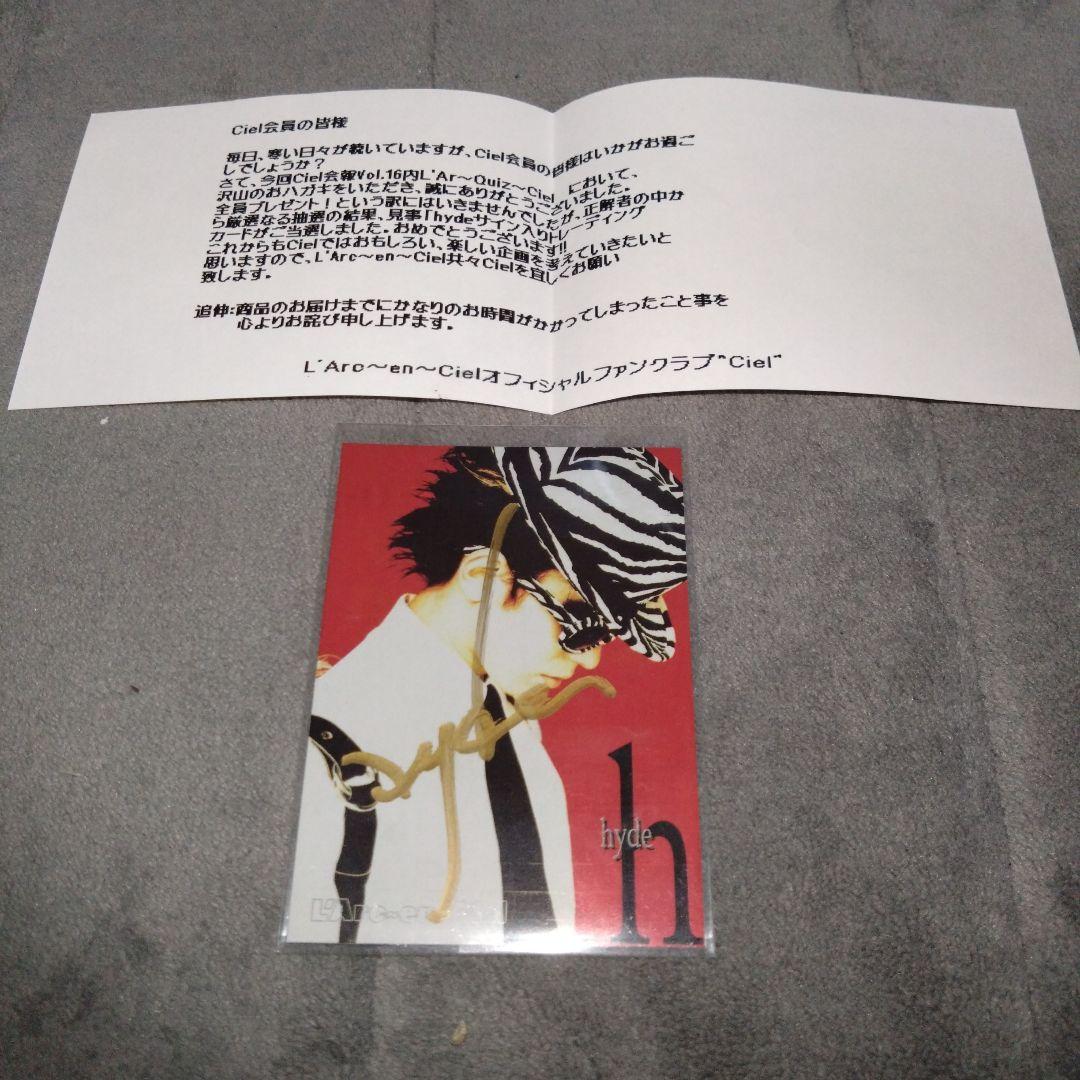 Ciel会員の皆様
毎日、寒い日々が続いていますが、Ciel会員の皆様はいかがお過ご
しでしょうか?
さて、今回Ciel会報Vol.16内L'Ar～Quiz～Ciel において、
沢山のおハガキをいただき、誠にありがとうございました。
全員プレゼント！という訳にはいきませんでしたが、正解者の中か
ら厳選なる抽選の結果、見事「hydeサイン入りトレーディング
カードがご当選しました。おめでとうございます!!
これからもCielではおもしろい、楽しい企画を考えていきたいと
思いますので、L'Arc～en～Ciel共々Cielを宜しくお願い
致します。
追伸:商品のお届けまでにかなりのお時間がかかってしまったこと事を
心よりお詫び申し上げます。
L'Arc～en～Cielオフィシャルファンクラブ"Ciel"
hyde
h
hyde
L'Arc~en~Ciel